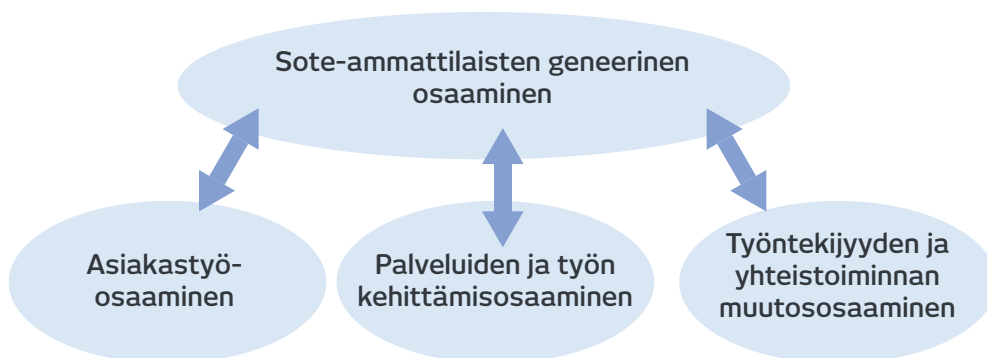 Sote-ammattilaisten geneerinen
osaaminen
Asiakastyö-
osaaminen
Palveluiden ja työn
kehittämisosaaminen
Työntekijyyden ja
yhteistoiminnan
muutososaaminen